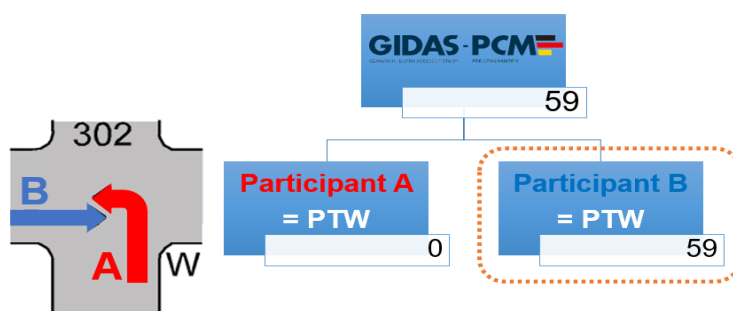 302
B
A
W
GIDAS-PCM
59
Participant A
= PTW
0
Participant B
= PTW
59